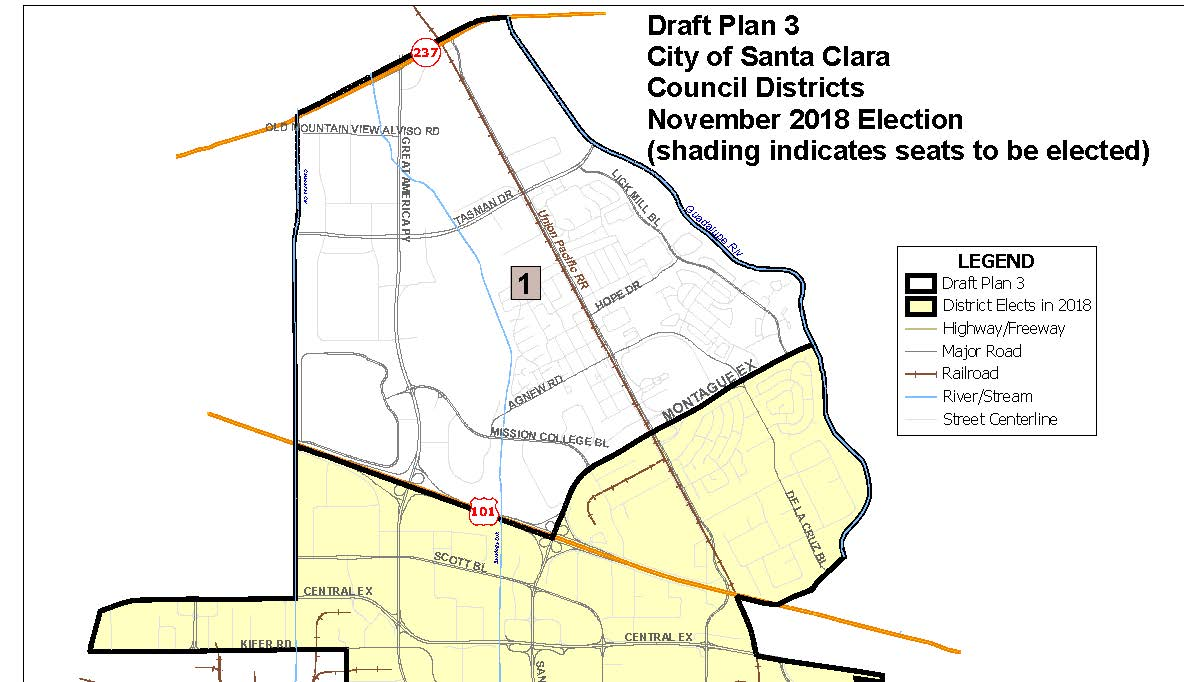 Draft Plan 3
City of Santa Clara
Council Districts
November 2018 Election
(shading indicates seats to be elected)
237
OLD MOUNTAIN VIEW ALVISO RD
GREAT AMERICA PY
TASMAN DR
LICK MILL BL
Guadalupe Riv
Union Pacific RR
1
HOPE DR
LEGEND
Draft Plan 3
District Elects in 2018
Highway/Freeway
Major Road
Railroad
River/Stream
Street Centerline
AGNEW RD
MONTAGUE EX
MISSION COLLEGE BL
101
DE LA CRUZ BL
SCOTT BL
CENTRAL EX
CENTRAL EX
KIFER RD
SAN